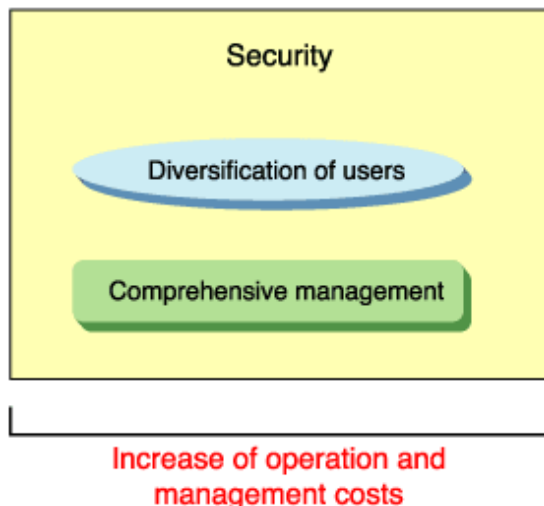 Security
Diversification of users
Comprehensive management
Increase of operation and
management costs